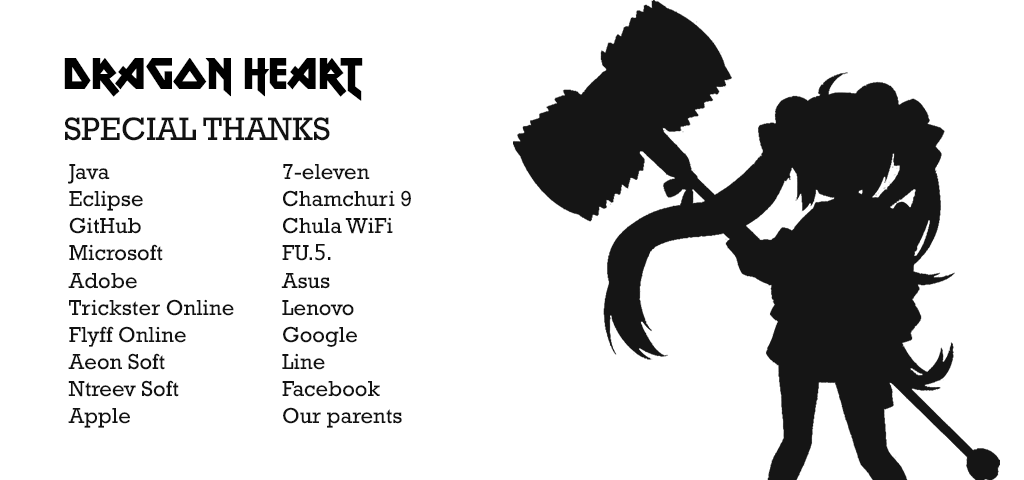 DRAGON HEART
SPECIAL THANKS
Java
Eclipse
GitHub
Microsoft
Adobe
Trickster Online
Flyff Online
Aeon Soft
Ntreev Soft
Apple
7-eleven
Chamchuri 9
Chula WiFi
FU.5.
Asus
Lenovo
Google
Line
Facebook
Our parents